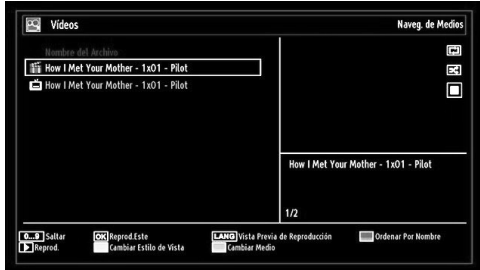 Vídeos
Naveg. de Medios
Nombre del Archivo
How I Met Your Mother - 1x01 - Pilot
How I Met Your Mother - 1x01 - Pilot
How I Met Your Mother - 1x01 - Pilot
1/2
0...9 Saltar OK Reprod.Este LANG Vista Previa de Reproducción Ordenar Por Nombre
Reprod. Cambiar Estilo de Vista Cambiar Medio